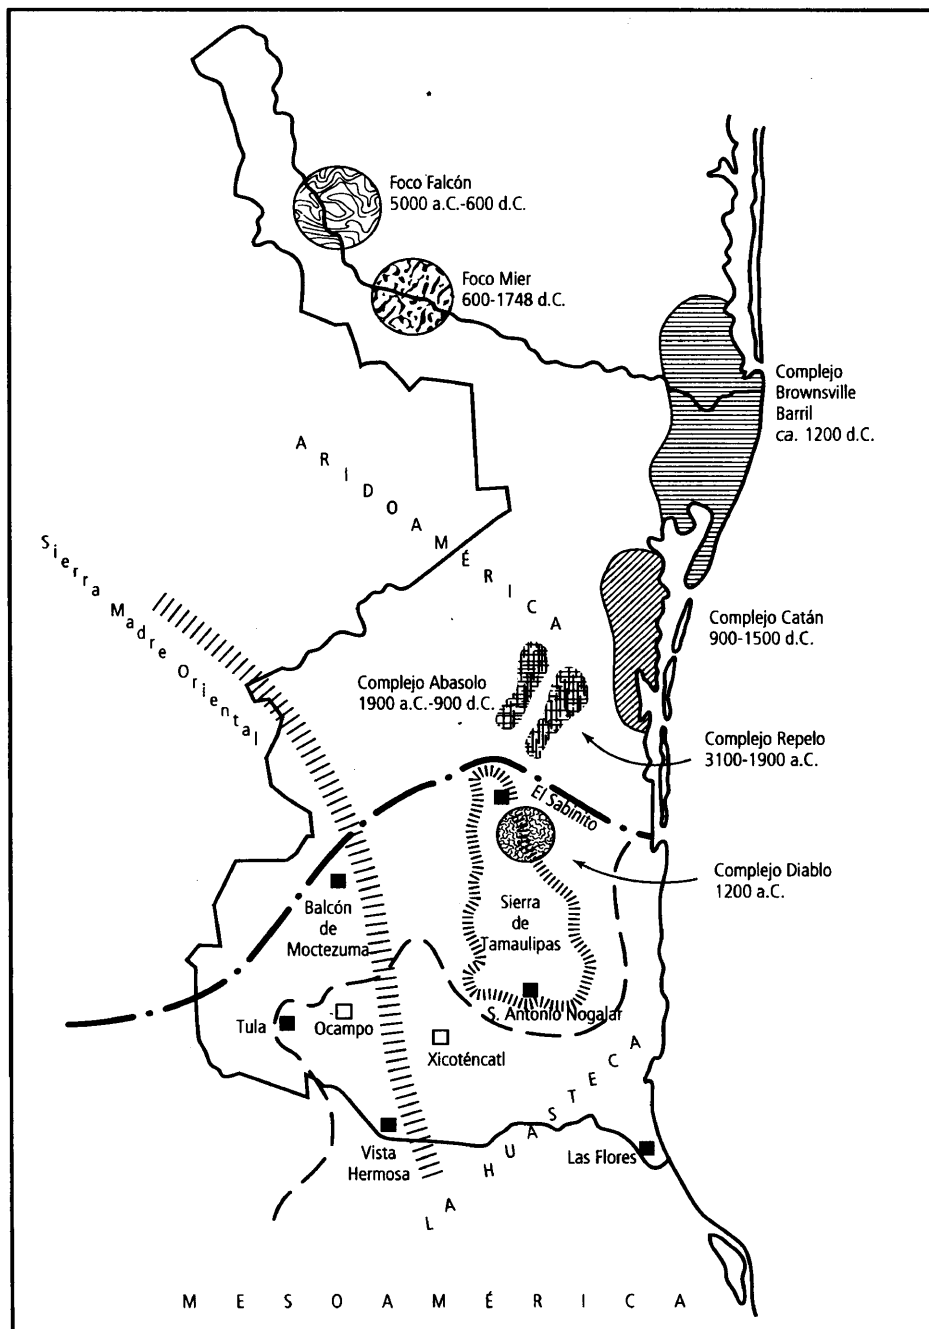 Foco Falcón
5000 a.C.-600 d.C.
Foco Mier
600-1748 d.C.
Complejo
Brownsville
Barril
ca. 1200 d.C.
ARIDOAMÉRICA
Sierra Madre Oriental
Complejo Catán
900-1500 d.C.
Complejo Abasolo
1900 a.C.-900 d.C.
Complejo Repelo
3100-1900 a.C.
El Sabinito
Complejo Diablo
1200 a.C.
Balcón
de
Moctezuma
Sierra
de
Tamaulipas
S. Antonio Nogalar
Tula
Ocampo
Xicoténcatl
Vista
Hermosa
Las Flores
LA HUASTECA
MESOAMÉRICA